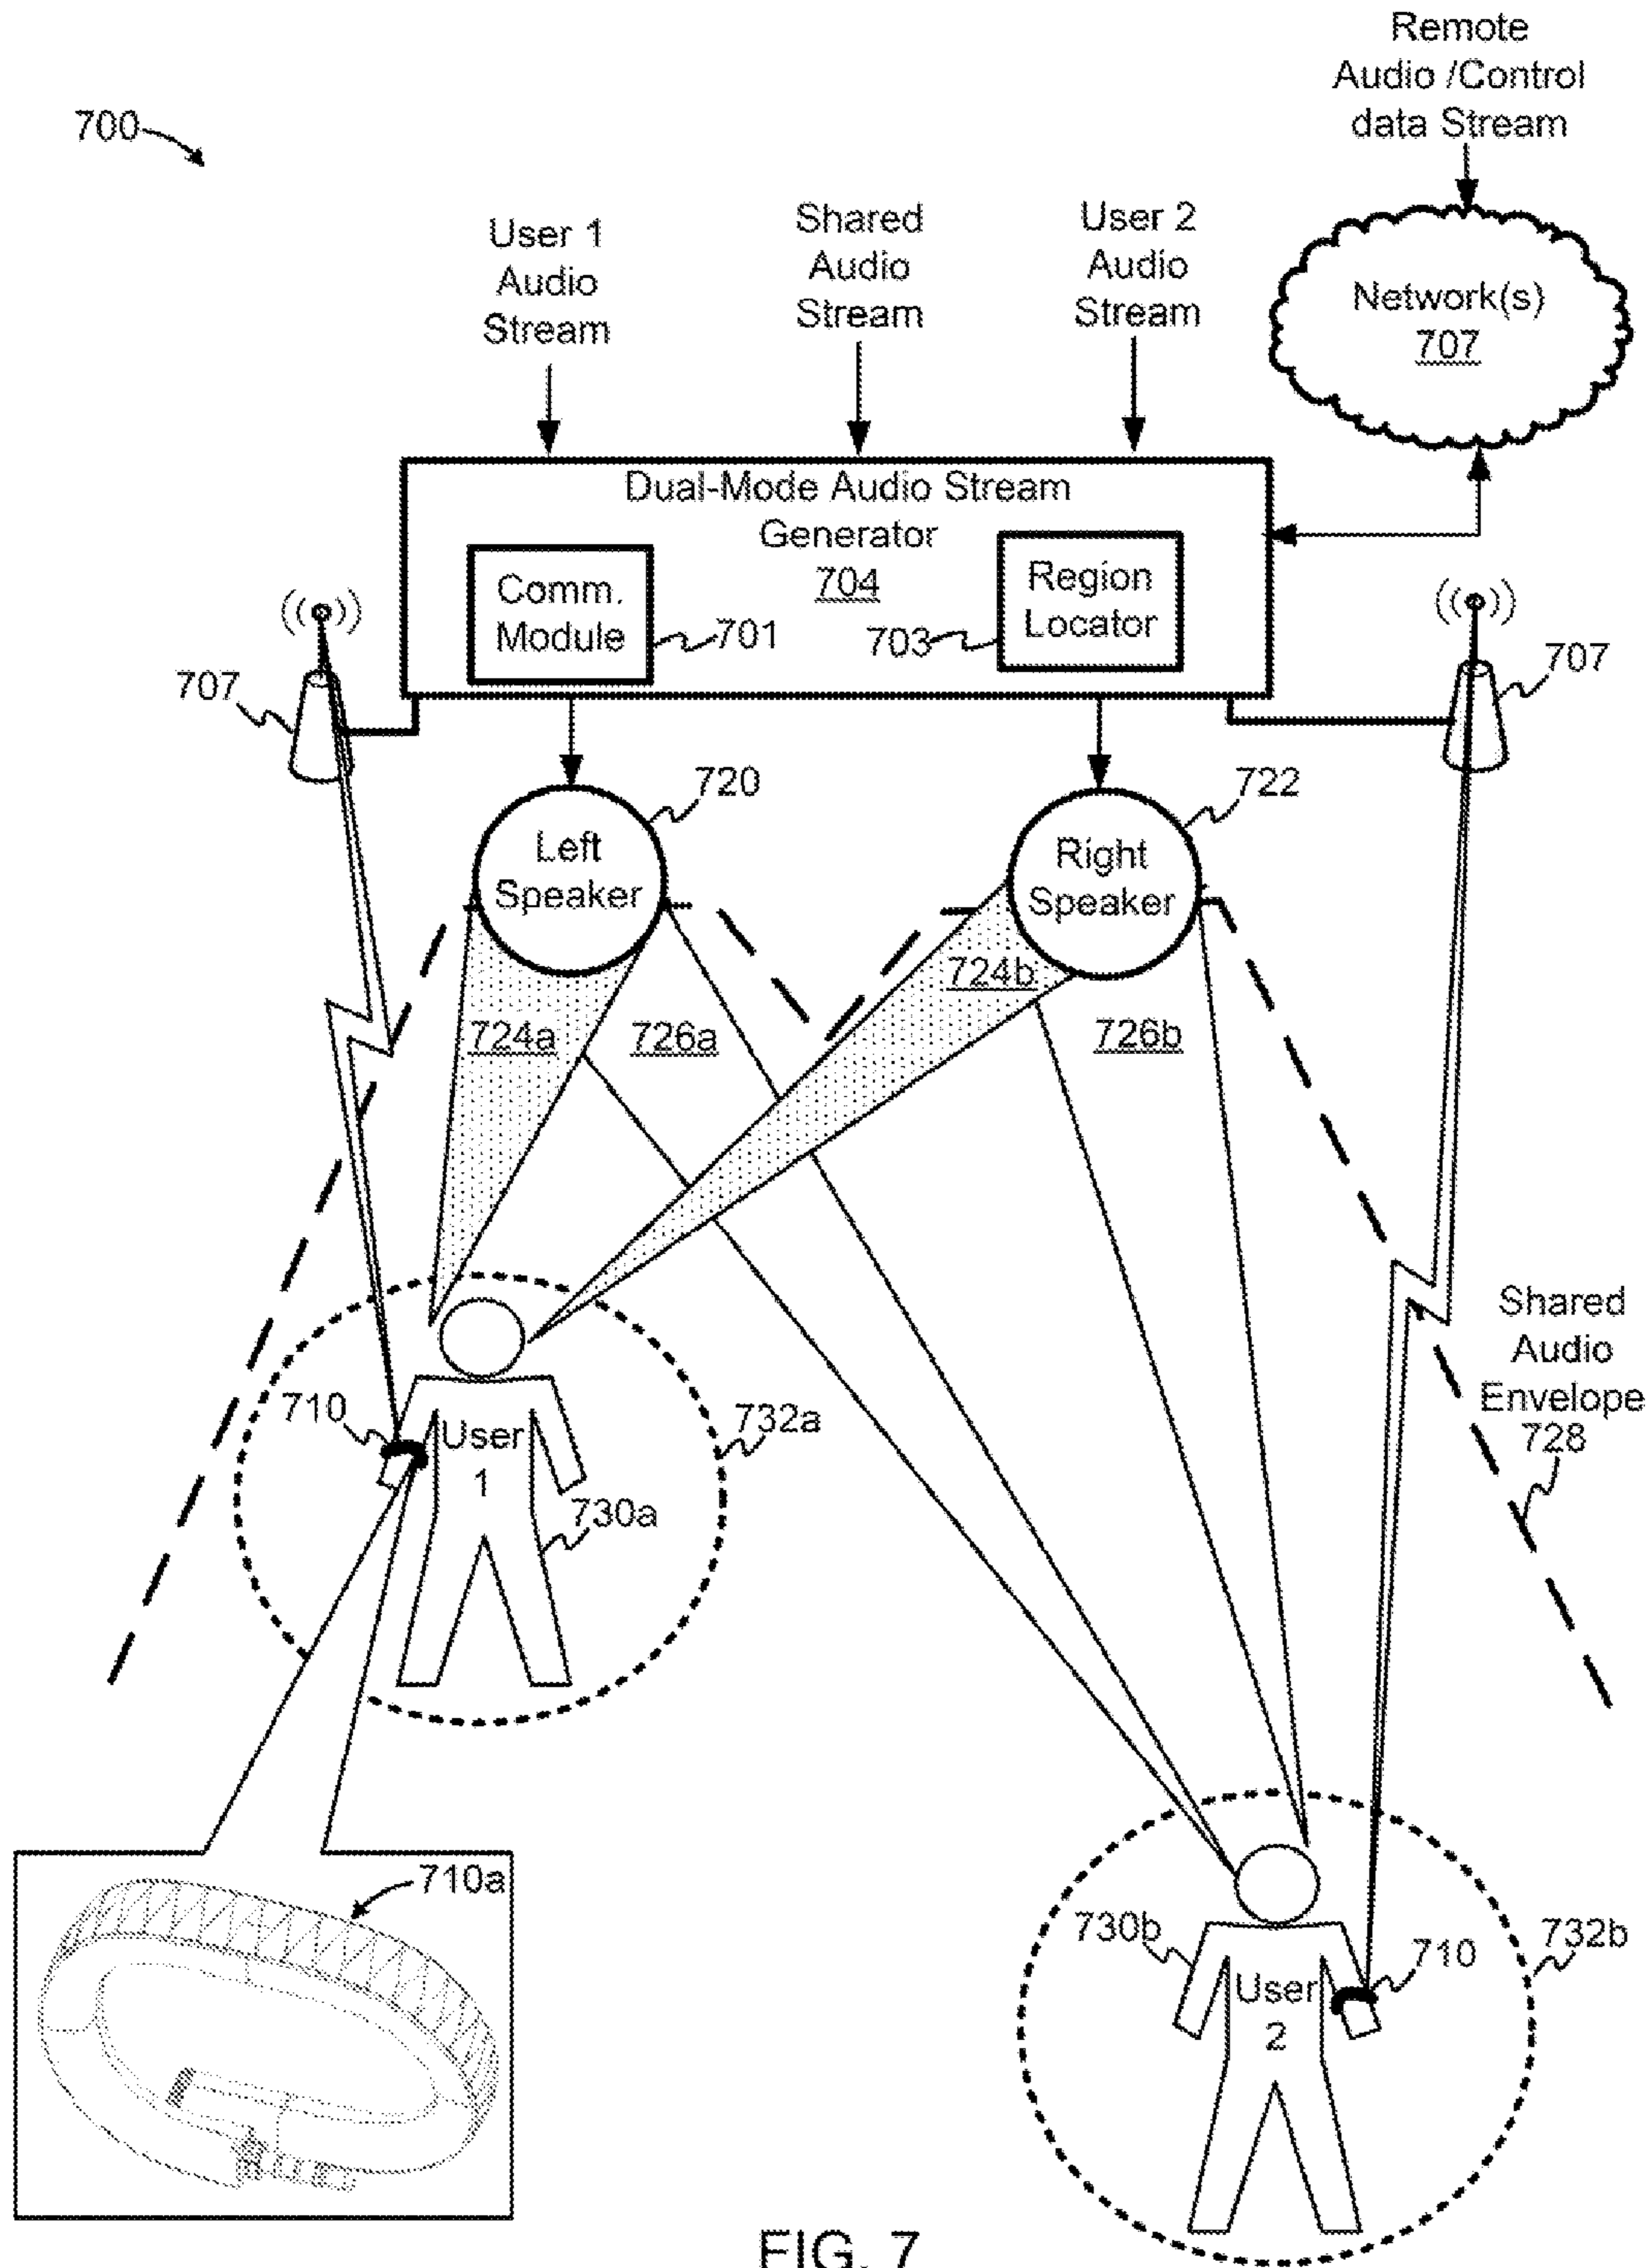 Remote
Audio /Control
data Stream
700
User 1
Audio
Stream
Shared
Audio
Stream
User 2
Audio
Stream
Network(s)
707
Dual-Mode Audio Stream
Generator
704
Comm.
Module
701
703
Region
Locator
707
707
720
722
Left
Speaker
Right
Speaker
724a
726a
724b
726b
Shared
Audio
Envelope
728
710
User
1
732a
730a
710a
730b
User
2
710
732b
FIG. 7